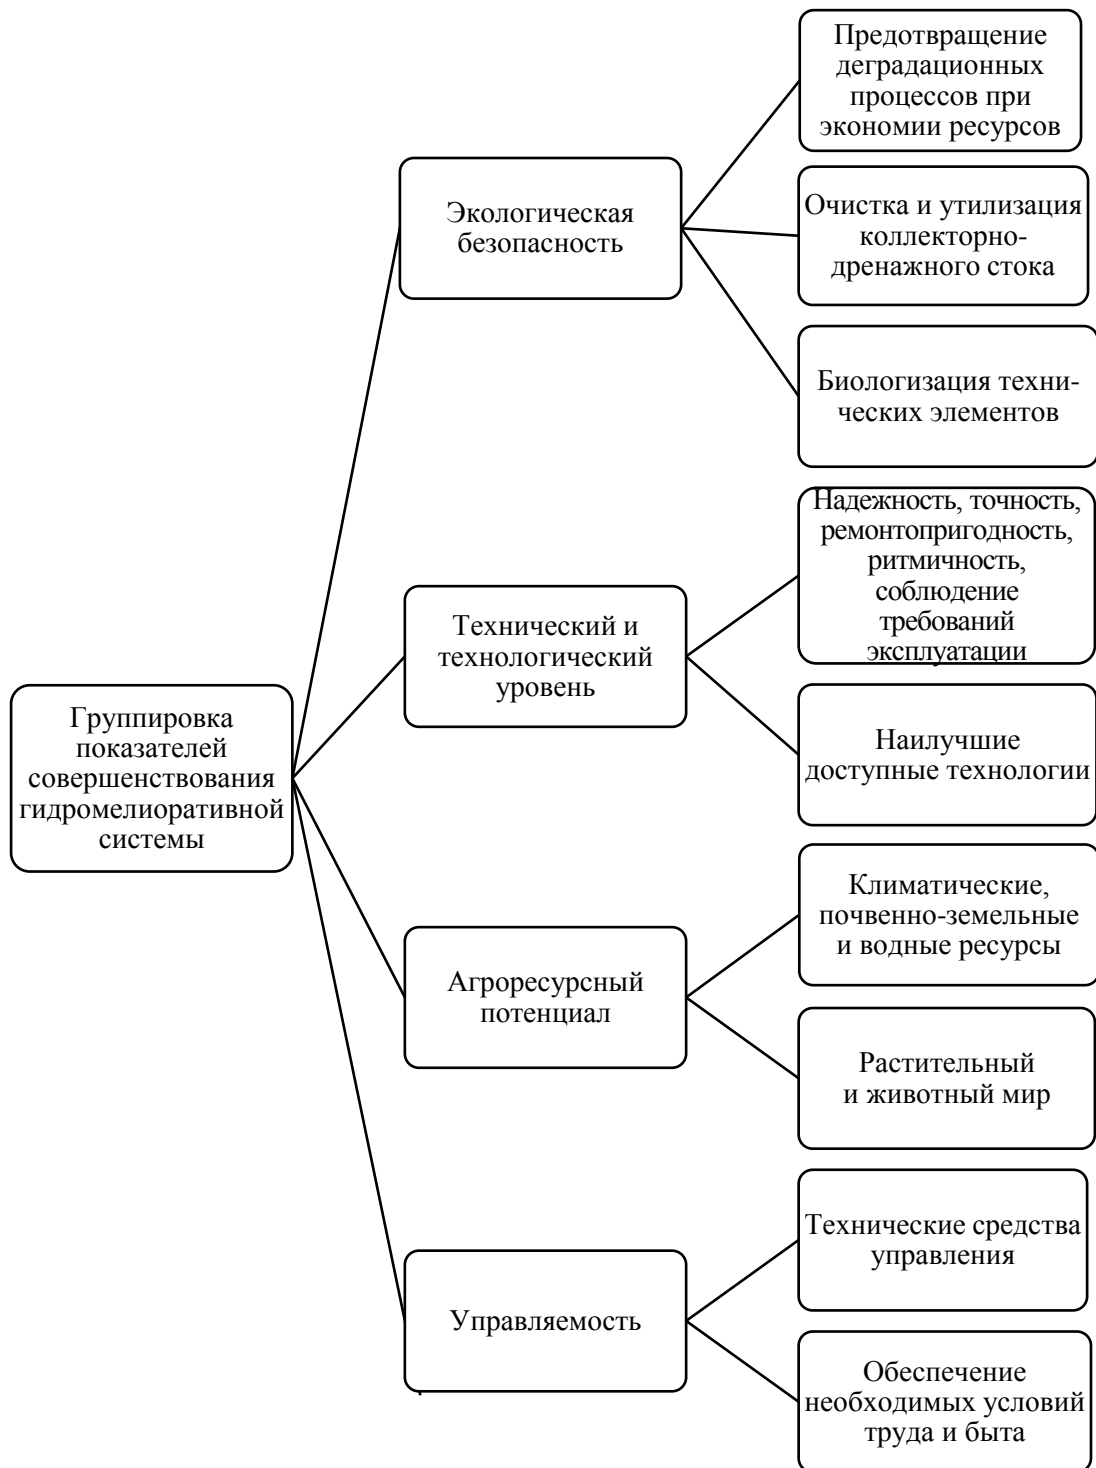 Предотвращение
деградационных
процессов при
экономии ресурсов
Экологическая
безопасность
Очистка и утилизация
коллекторно-
дренажного стока
Биологизация техни-
ческих элементов
Надежность, точность,
ремонтопригодность,
ритмичность,
соблюдение
требований
эксплуатации
Технический и
технологический
уровень
Наилучшие
доступные технологии
Группировка
показателей
совершенствования
гидромелиоративной
системы
Климатические,
почвенно-земельные
и водные ресурсы
Агроресурсный
потенциал
Растительный
и животный мир
Технические средства
управления
Управляемость
Обеспечение
необходимых условий
труда и быта